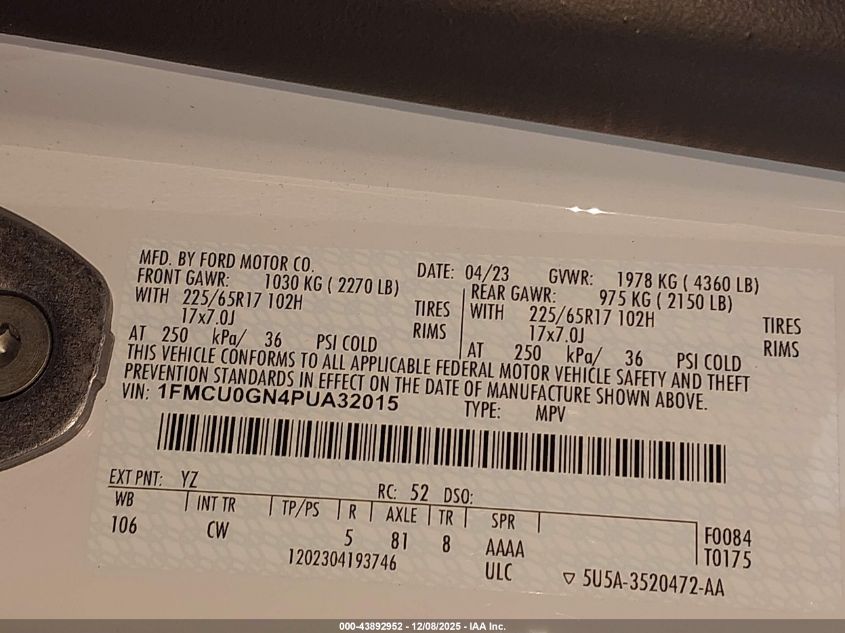 MFD. BY FORD MOTOR CO. DATE: 04/23 GVWR: 1978 KG ( 4360 LB)
FRONT GAWR: 1030 KG ( 2270 LB) REAR GAWR: 975 KG ( 2150 LB)
WITH 225/65R17 102H TIRES WITH 225/65R17 102H TIRES
17x7.0J RIMS 17x7.0J RIMS
AT 250 kPa/ 36 PSI COLD AT 250 kPa/ 36 PSI COLD
THIS VEHICLE CONFORMS TO ALL APPLICABLE FEDERAL MOTOR VEHICLE SAFETY AND THEFT
PREVENTION STANDARDS IN EFFECT ON THE DATE OF MANUFACTURE SHOWN ABOVE.
VIN: 1FMCU0GN4PUA32015 TYPE: MPV
EXT PNT: YZ RC: 52 DSO:
WB INT TR TP/PS R AXLE TR SPR F0084
106 CW 5 81 8 AAAA T0175
1202304193746 ULC 5U5A-3520472-AA
000-43892952 - 12/08/2025 - IAA Inc.